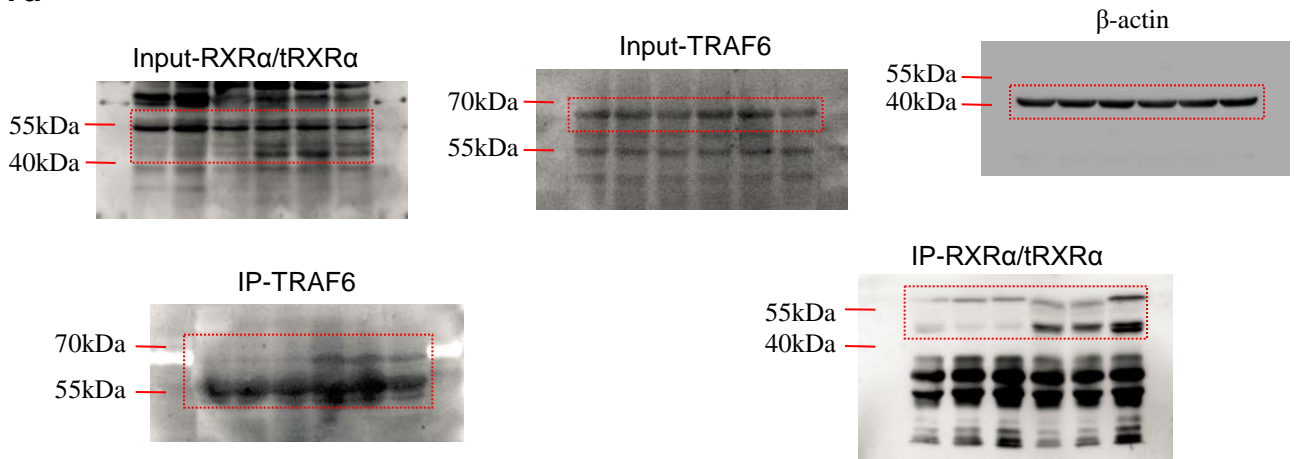 Input-RXRα/tRXRα
55kDa
40kDa
Input-TRAF6
70kDa
55kDa
β-actin
55kDa
40kDa
IP-TRAF6
70kDa
55kDa
IP-RXRα/tRXRα
55kDa
40kDa